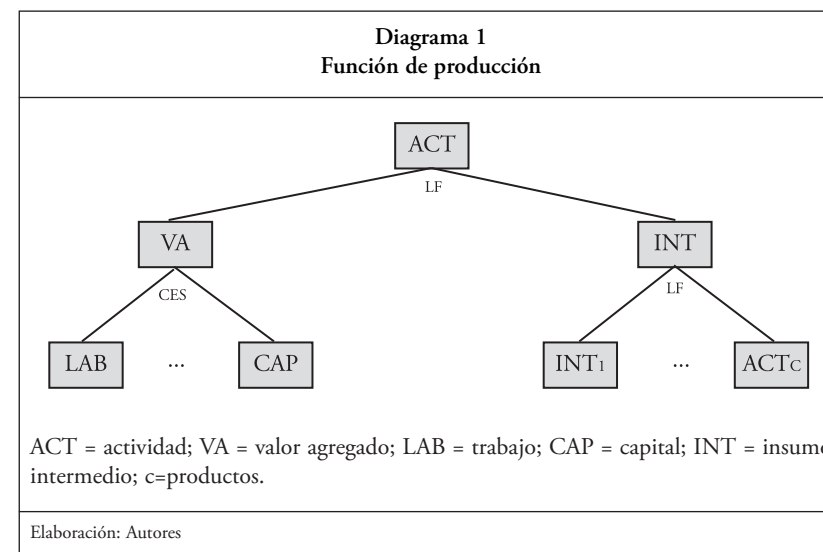 Diagrama 1
Función de producción
ACT
LF
VA
INT
CES
LF
LAB
...
CAP
INT1
...
ACTC
ACT = actividad; VA = valor agregado; LAB = trabajo; CAP = capital; INT = insumo
intermedio; c=productos.
Elaboración: Autores